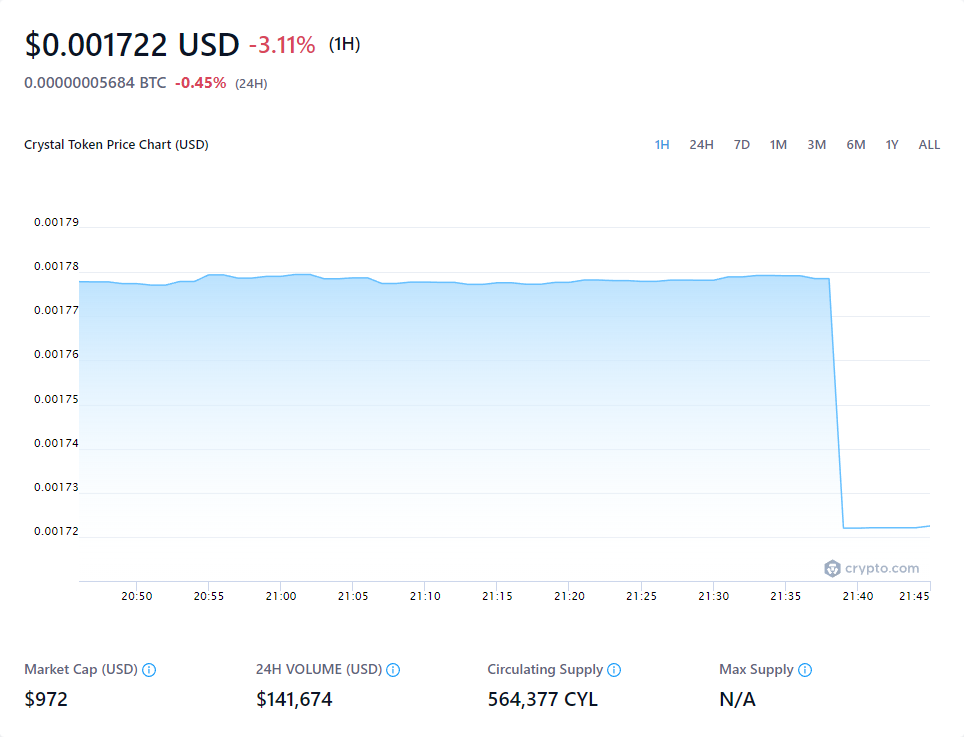 $0.001722 USD -3.11% (1H)
0.00000005684 BTC -0.45% (24H)
Crystal Token Price Chart (USD)
1H 24H 7D 1M 3M 6M 1Y ALL
0.00179
0.00178
0.00177
0.00176
0.00175
0.00174
0.00173
0.00172
crypto.com
20:50 20:55 21:00 21:05 21:10 21:15 21:20 21:25 21:30 21:35 21:40 21:45
Market Cap (USD) 24H VOLUME (USD) Circulating Supply Max Supply
$972 $141,674 564,377 CYL N/A